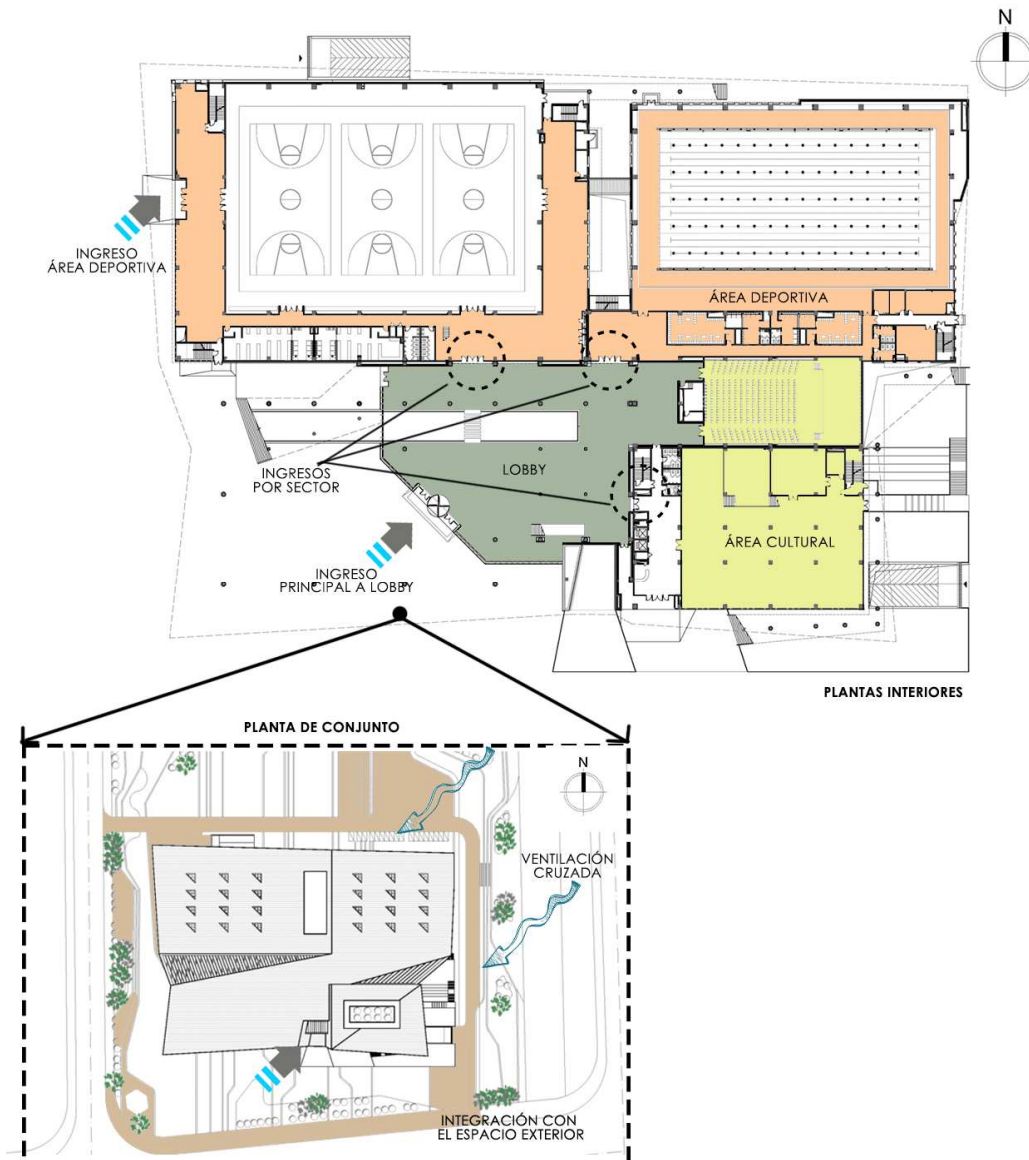 N
INGRESO
ÁREA DEPORTIVA
ÁREA DEPORTIVA
INGRESOS
POR SECTOR
LOBBY
ÁREA CULTURAL
INGRESO
PRINCIPAL A LOBBY
PLANTAS INTERIORES
PLANTA DE CONJUNTO
N
VENTILACIÓN
CRUZADA
INTEGRACIÓN CON
EL ESPACIO EXTERIOR